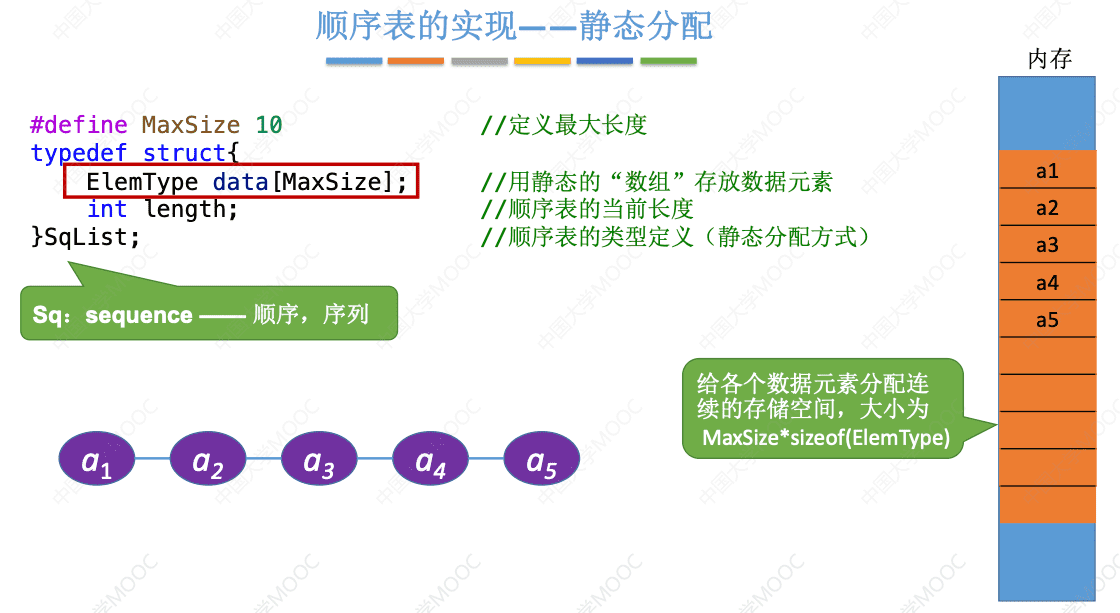 顺序表的实现——静态分配
内存
#define MaxSize 10 //定义最大长度
typedef struct{
ElemType data[MaxSize]; //用静态的“数组”存放数据元素
int length; //顺序表的当前长度
}SqList; //顺序表的类型定义（静态分配方式）
Sq：sequence —— 顺序，序列
a1
a2
a3
a4
a5
给各个数据元素分配连
续的存储空间，大小为
MaxSize*sizeof(ElemType)
a1 a2 a3 a4 a5
中国大学MOOC